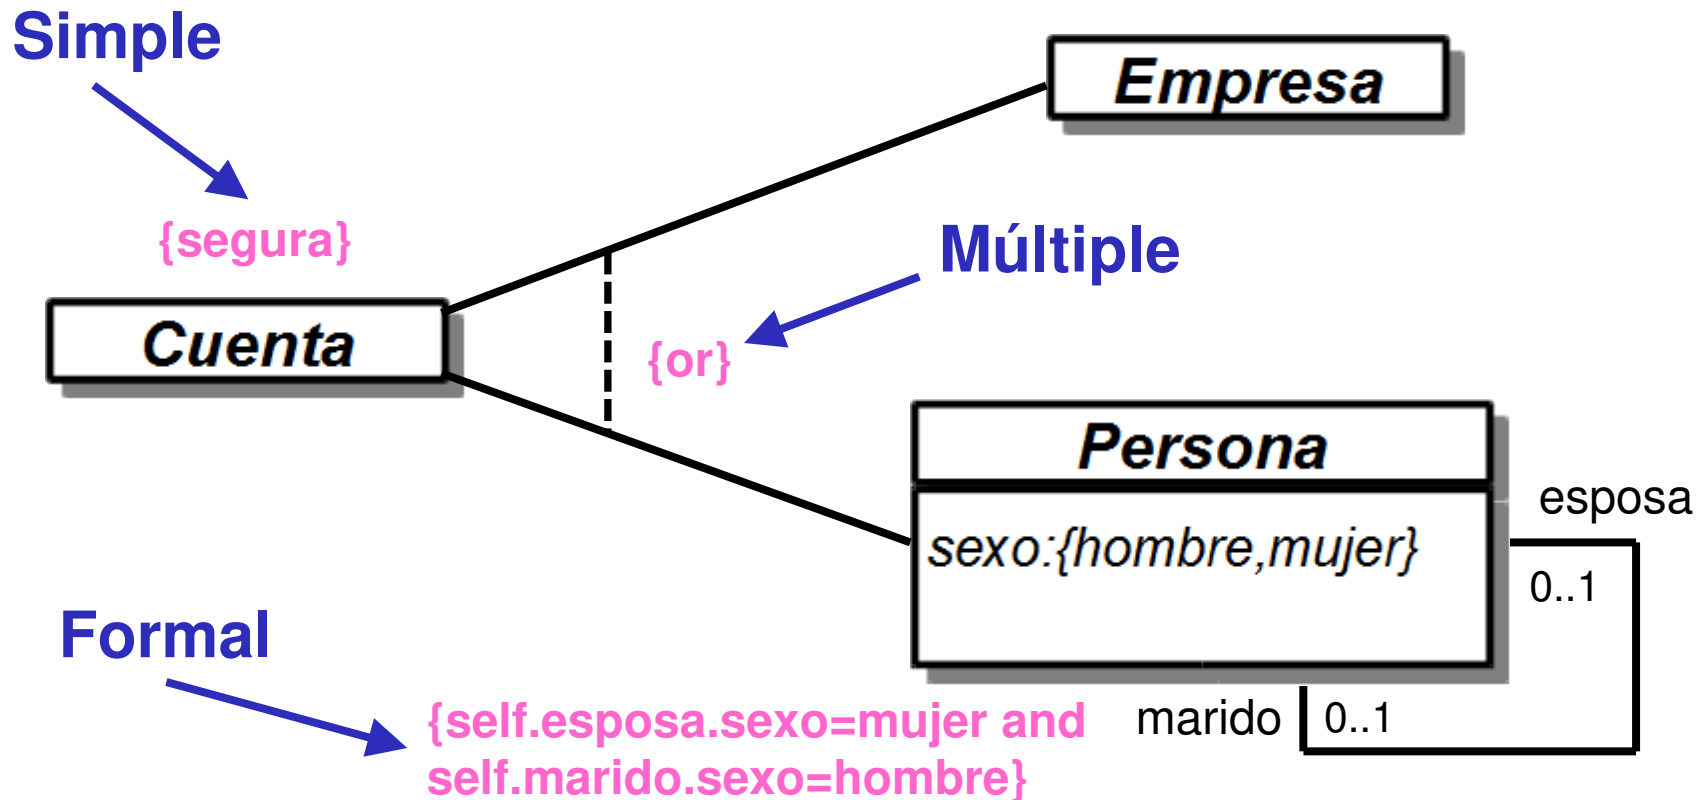 Simple
Empresa
{segura}
Múltiple
Cuenta
{or}
Persona
esposa
sexo:{hombre,mujer}
0..1
Formal
{self.esposa.sexo=mujer and
self.marido.sexo=hombre}
marido
0..1